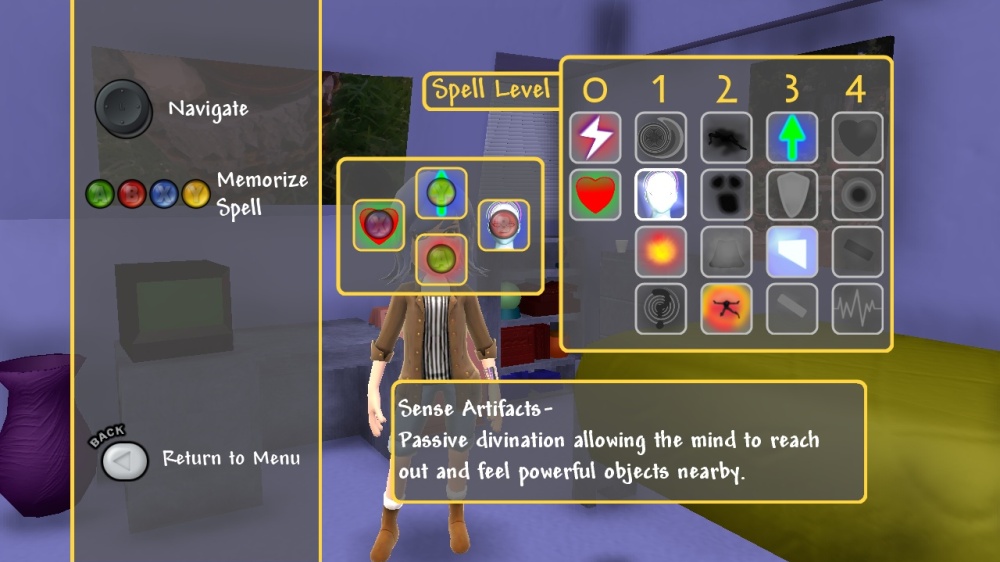 Spell Level
0 1 2 3 4
Navigate
Memorize
Spell
Sense Artifacts-
Passive divination allowing the mind to reach
out and feel powerful objects nearby.
BACK
Return to Menu